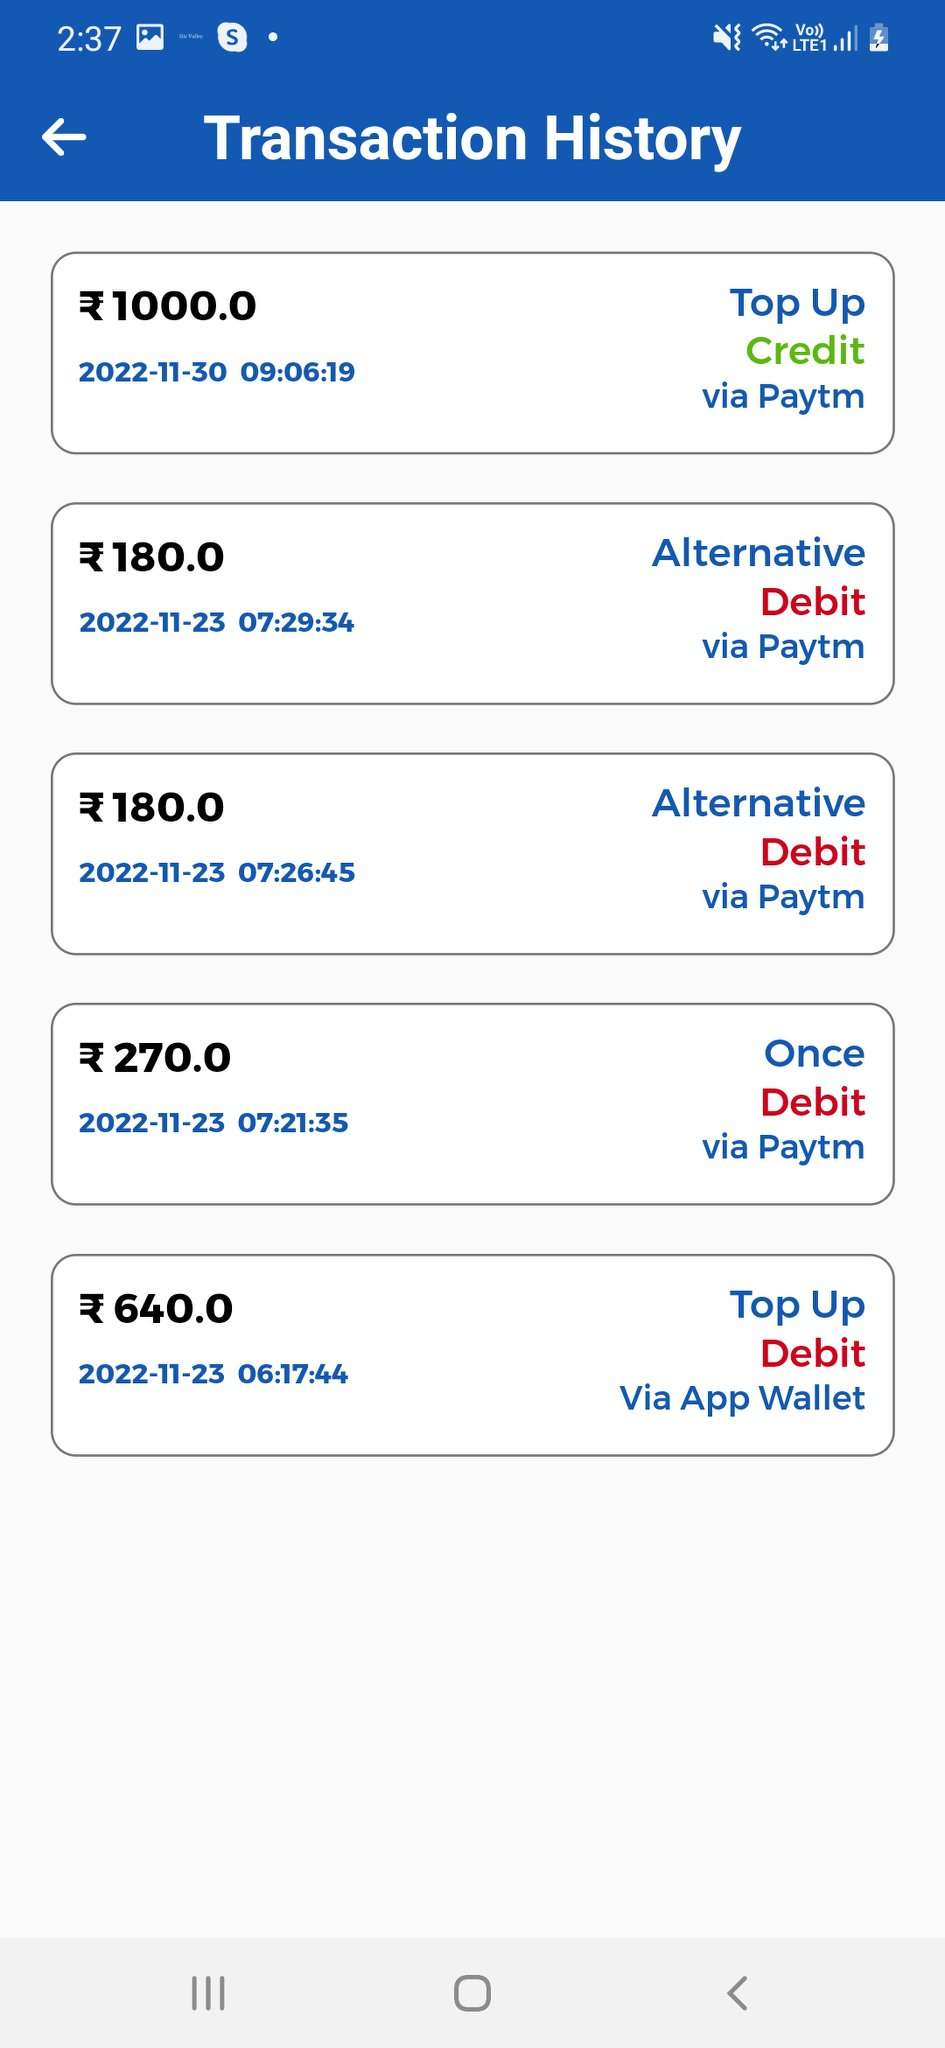 2:37
Vo))
LTE1
Transaction History
₹ 1000.0
Top Up
Credit
2022-11-30 09:06:19
via Paytm
₹ 180.0
Alternative
Debit
2022-11-23 07:29:34
via Paytm
₹ 180.0
Alternative
Debit
2022-11-23 07:26:45
via Paytm
₹ 270.0
Once
Debit
2022-11-23 07:21:35
via Paytm
₹ 640.0
Top Up
Debit
2022-11-23 06:17:44
Via App Wallet